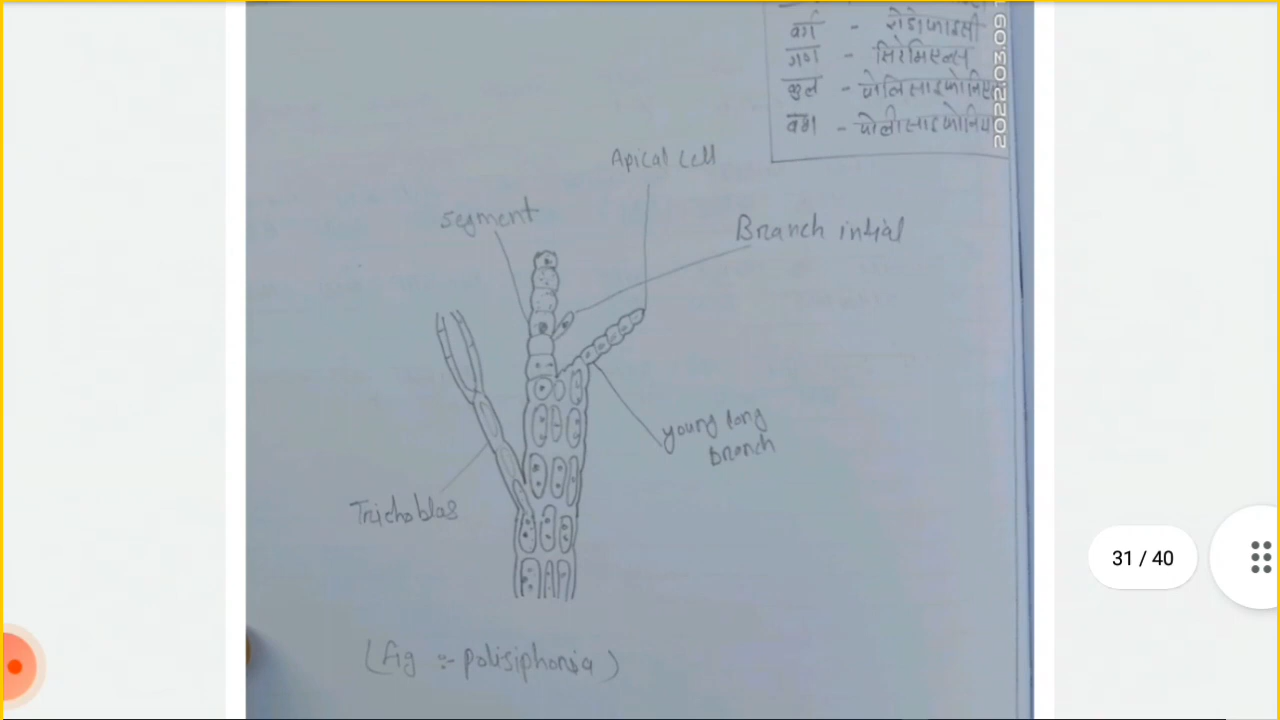 वर्ग - रोडोफाइसी
गण - सिरेमिएल्स
कुल - पोलिसाइफोनिए
वंश - पोलीसाइफोनिय
2022.03.09
Apical cell
segment
Branch intial
young long
branch
Trichoblas
(fig :- polisiphonia)
31 / 40